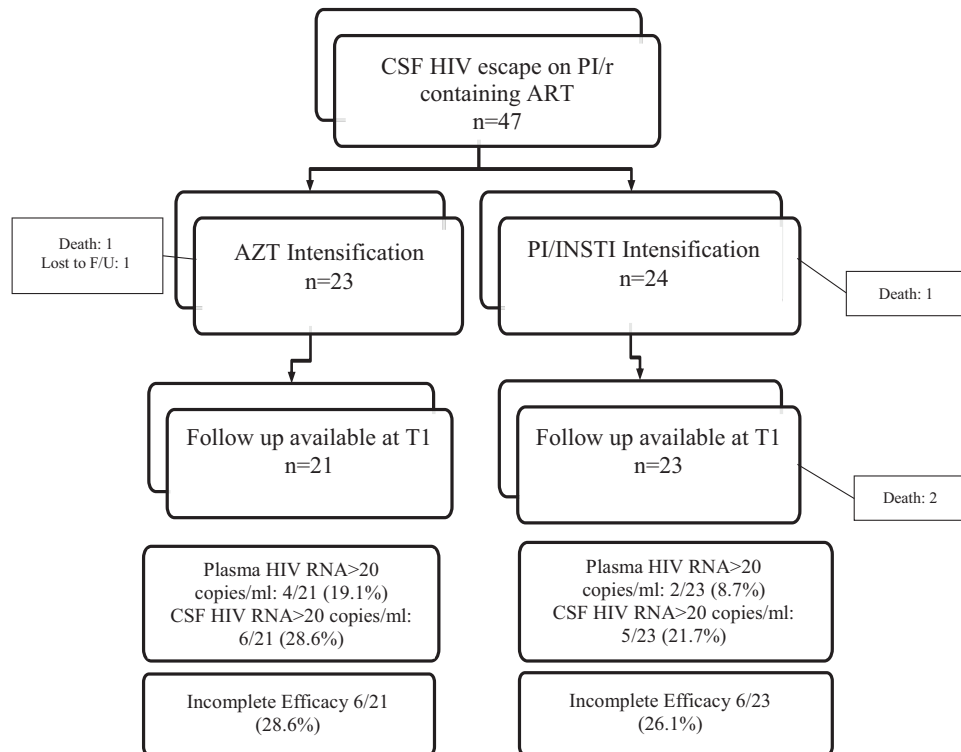 CSF HIV escape on PI/r
containing ART
n=47
Death: 1
Lost to F/U: 1
AZT Intensification
n=23
PI/INSTI Intensification
n=24
Death: 1
Follow up available at T1
n=21
Follow up available at T1
n=23
Death: 2
Plasma HIV RNA>20
copies/ml: 4/21 (19.1%)
CSF HIV RNA>20 copies/ml:
6/21 (28.6%)
Plasma HIV RNA>20
copies/ml: 2/23 (8.7%)
CSF HIV RNA>20 copies/ml:
5/23 (21.7%)
Incomplete Efficacy 6/21
(28.6%)
Incomplete Efficacy 6/23
(26.1%)